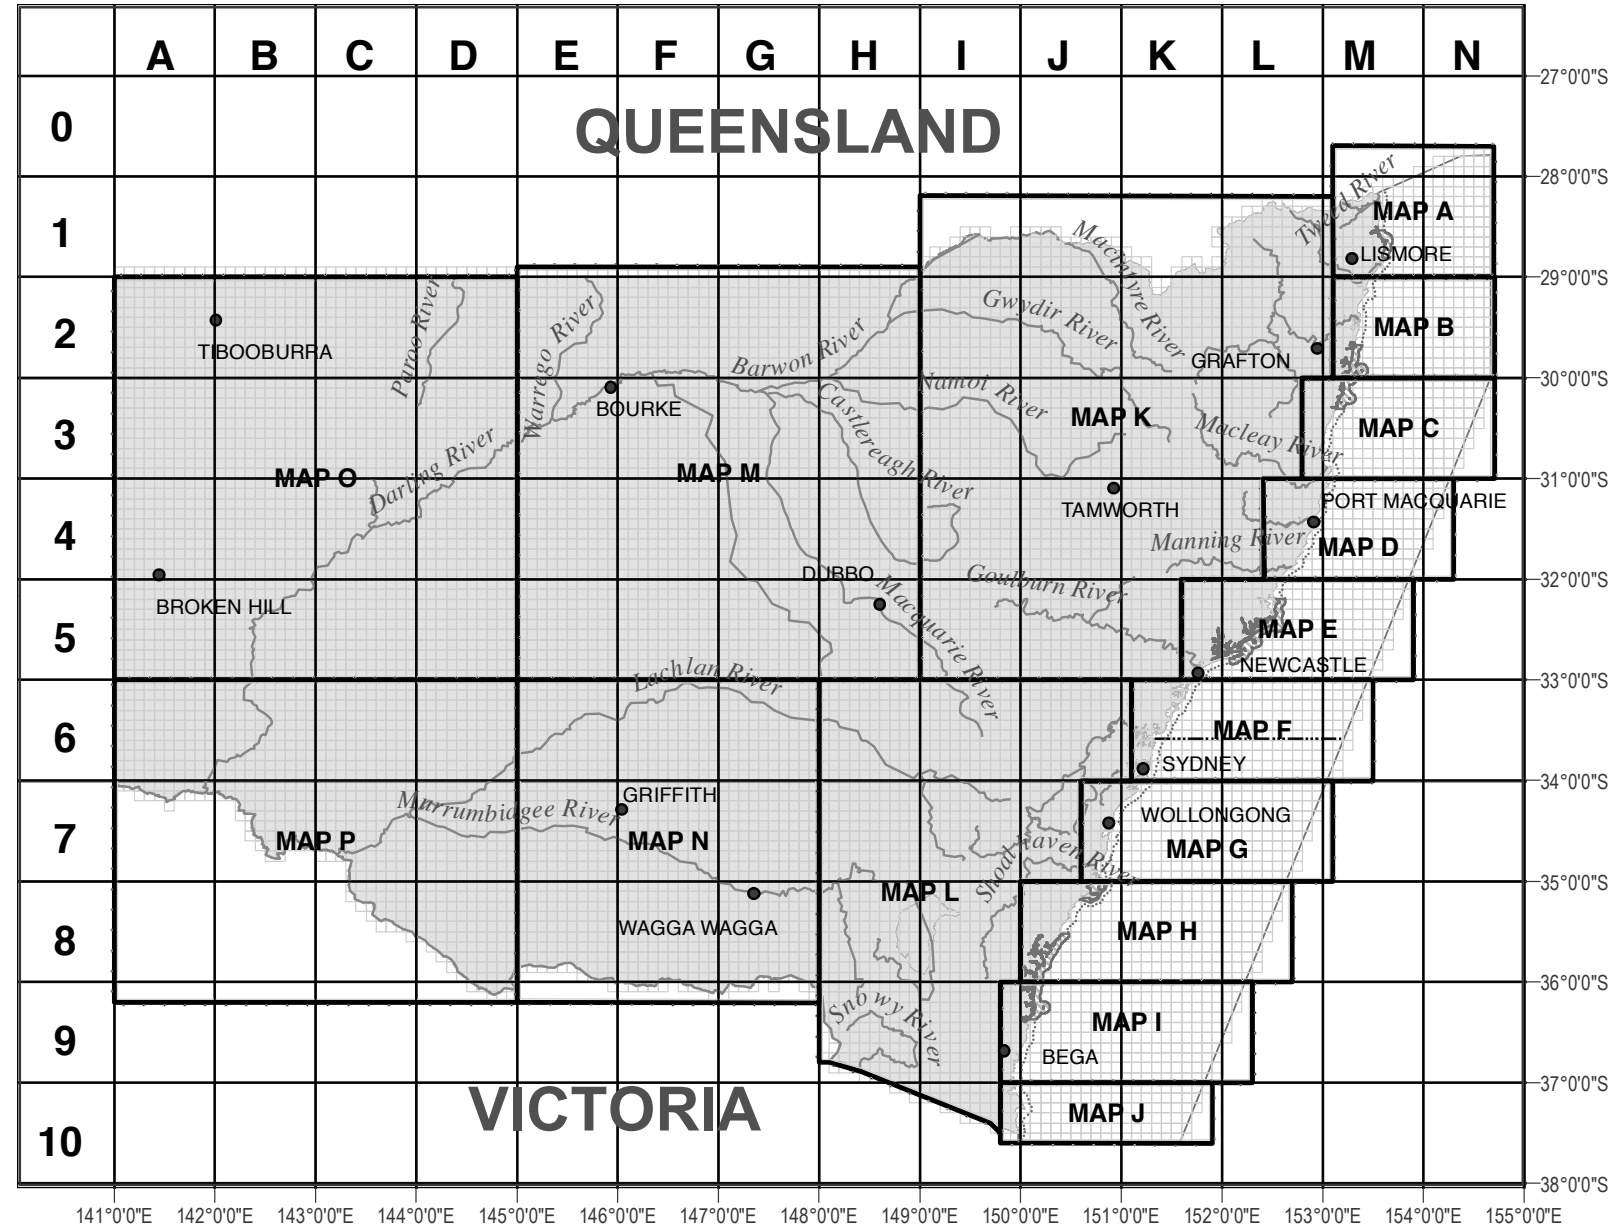 A B C D E F G H I J K L M N
27°0'0"S
0
QUEENSLAND
28°0'0"S
1
Tweed River
MAP A
Macintyre River
LISMORE
29°0'0"S
2
TIBOOBURRA
Paroo River
Warrego River
Barwon River
Gwydir River
GRAFTON
MAP B
30°0'0"S
3
BOURKE
Namoi River
MAP K
Castlereagh River
Macleay River
MAP C
MAP O
Darling River
MAP M
31°0'0"S
4
TAMWORTH
PORT MACQUARIE
Manning River
MAP D
DUBBO
Goulburn River
32°0'0"S
5
BROKEN HILL
Macquarie River
MAP E
NEWCASTLE
Lachlan River
33°0'0"S
6
MAP F
SYDNEY
34°0'0"S
7
Murrumbidgee River
GRIFFITH
WOLLONGONG
MAP P
MAP N
MAP G
Shoalhaven River
35°0'0"S
MAP L
8
WAGGA WAGGA
MAP H
36°0'0"S
9
Snowy River
MAP I
BEGA
37°0'0"S
10
VICTORIA
MAP J
38°0'0"S
141°0'0"E 142°0'0"E 143°0'0"E 144°0'0"E 145°0'0"E 146°0'0"E 147°0'0"E 148°0'0"E 149°0'0"E 150°0'0"E 151°0'0"E 152°0'0"E 153°0'0"E 154°0'0"E 155°0'0"E